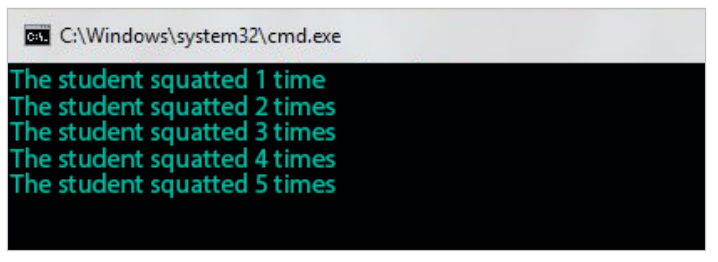 C:\Windows\system32\cmd.exe
The student squatted 1 time
The student squatted 2 times
The student squatted 3 times
The student squatted 4 times
The student squatted 5 times